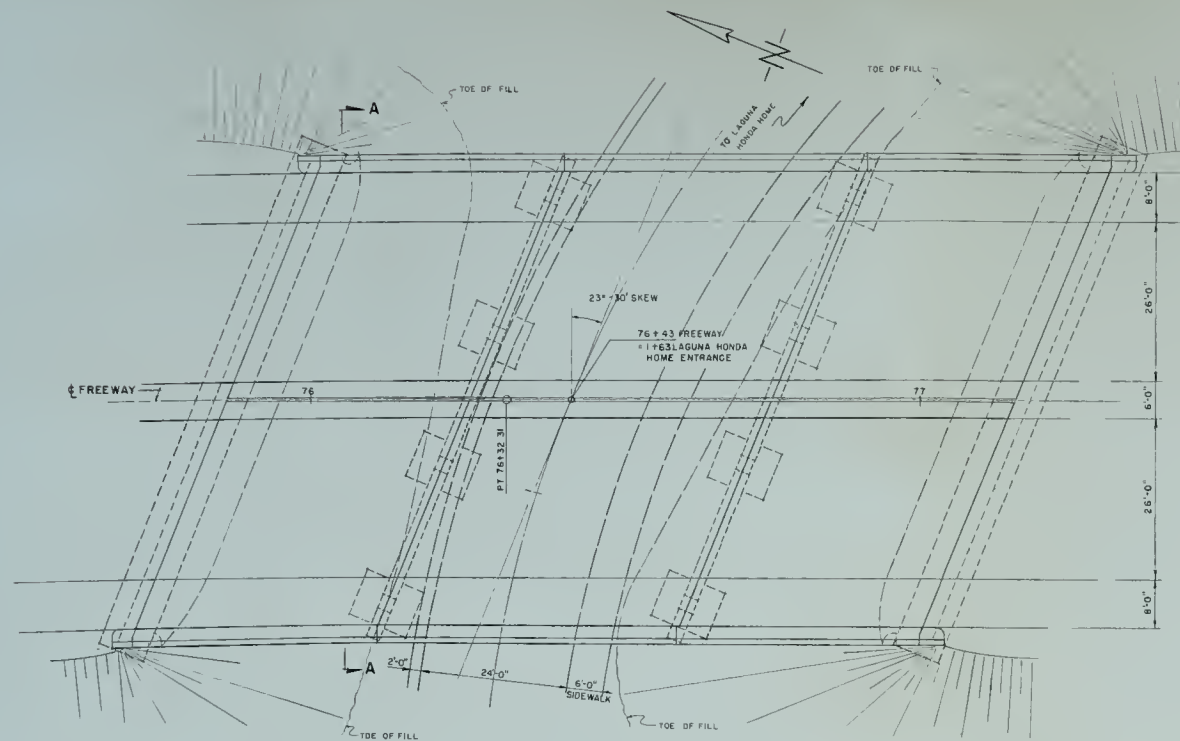 N
TOE OF FILL
TOE OF FILL
A
TO LAGUNA
HONDA HOME
8'-0"
26'-0"
23°-30' SKEW
76+43 FREEWAY
=1+63 LAGUNA HONDA
HOME ENTRANCE
℄ FREEWAY
76
77
6'-0"
PT 76+32 31
26'-0"
8'-0"
A
2'-0"
24'-0"
6'-0"
SIDEWALK
TOE OF FILL
TOE OF FILL